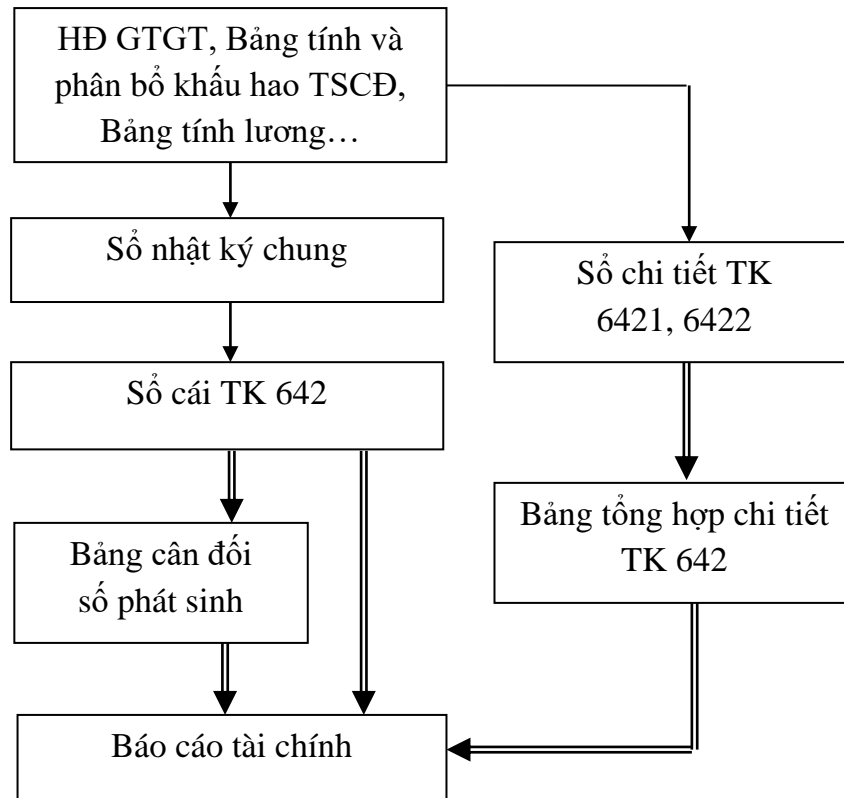 HĐ GTGT, Bảng tính và
phân bổ khấu hao TSCĐ,
Bảng tính lương…
Sổ nhật ký chung
Sổ chi tiết TK
6421, 6422
Sổ cái TK 642
Bảng tổng hợp chi tiết
TK 642
Bảng cân đối
số phát sinh
Báo cáo tài chính